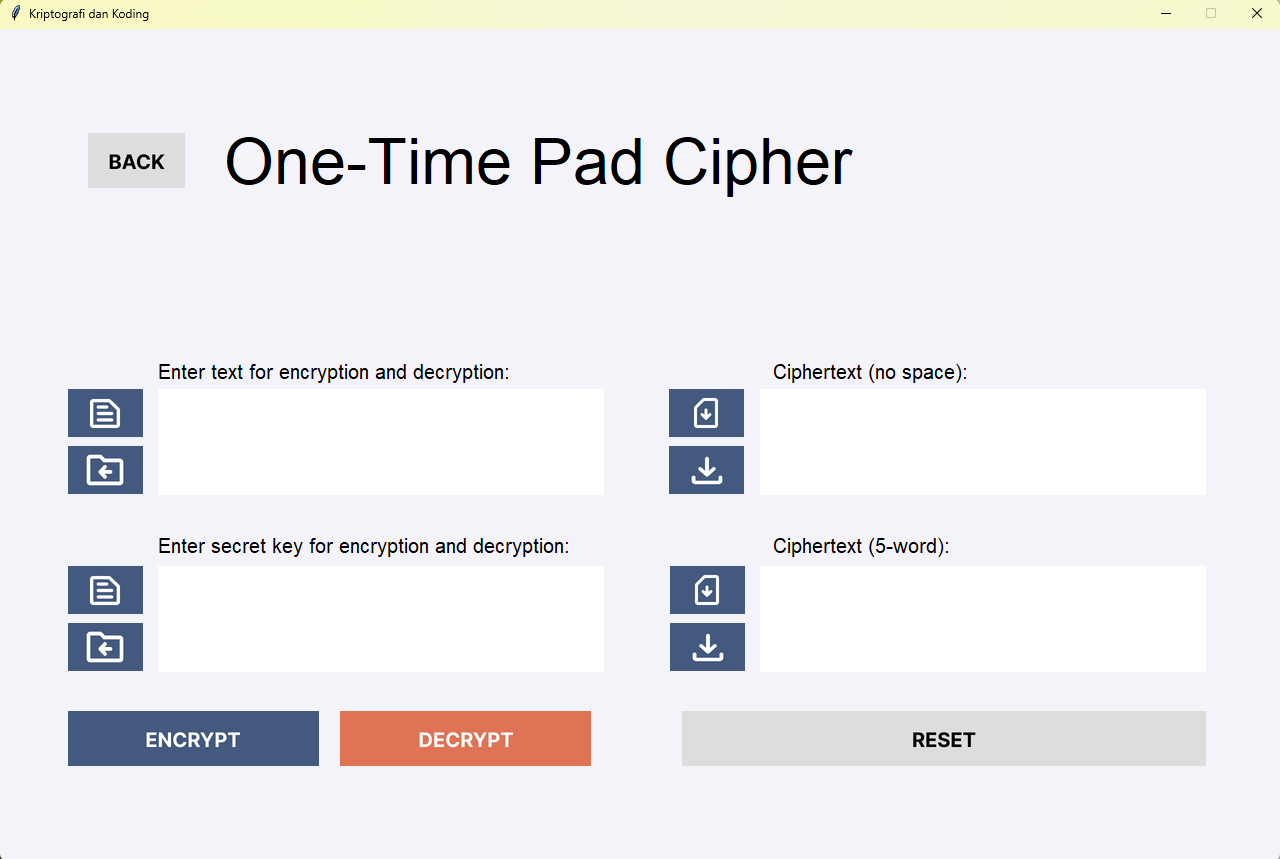 Kriptografi dan Koding
BACK
One-Time Pad Cipher
Enter text for encryption and decryption:
Ciphertext (no space):
Enter secret key for encryption and decryption:
Ciphertext (5-word):
ENCRYPT
DECRYPT
RESET